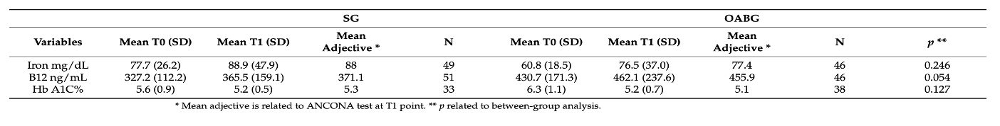 SG OABG
Variables Mean T0 (SD) Mean T1 (SD) Mean Adjective * N Mean T0 (SD) Mean T1 (SD) Mean Adjective * N p **
Iron mg/dL 77.7 (26.2) 88.9 (47.9) 88 49 60.8 (18.5) 76.5 (37.0) 77.4 46 0.246
B12 ng/mL 327.2 (112.2) 365.5 (159.1) 371.1 51 430.7 (171.3) 462.1 (237.6) 455.9 46 0.054
Hb A1C% 5.6 (0.9) 5.2 (0.5) 5.3 33 6.3 (1.1) 5.2 (0.7) 5.1 38 0.127
* Mean adjective is related to ANCONA test at T1 point. ** p related to between-group analysis.